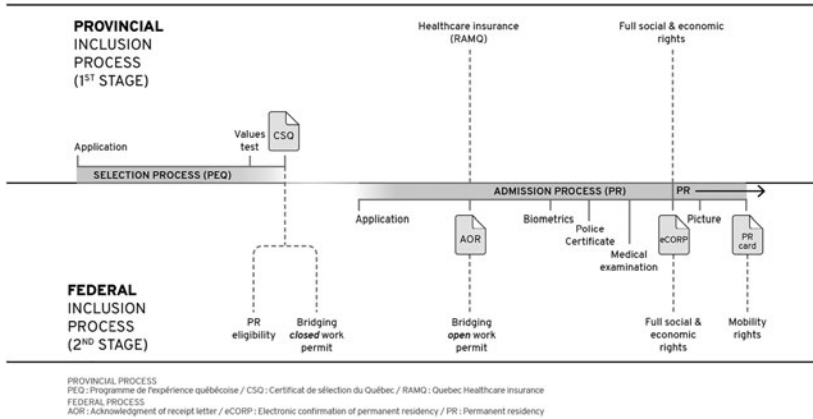 PROVINCIAL
INCLUSION
PROCESS
(1ST STAGE)
Healthcare insurance
(RAMQ)
Full social & economic
rights
Application
Values
test
CSQ
SELECTION PROCESS (PEQ)
ADMISSION PROCESS (PR)
PR
Application
AOR
Biometrics
Police
Certificate
Medical
examination
eCORP
Picture
PR
card
FEDERAL
INCLUSION
PROCESS
(2ND STAGE)
PR
eligibility
Bridging
closed work
permit
Bridging
open work
permit
Full social &
economic
rights
Mobility
rights
PROVINCIAL PROCESS
PEQ : Programme de l'expérience québécoise / CSQ : Certificat de sélection du Québec / RAMQ : Quebec Healthcare insurance
FEDERAL PROCESS
AOR : Acknowledgment of receipt letter / eCORP : Electronic confirmation of permanent residency / PR : Permanent residency